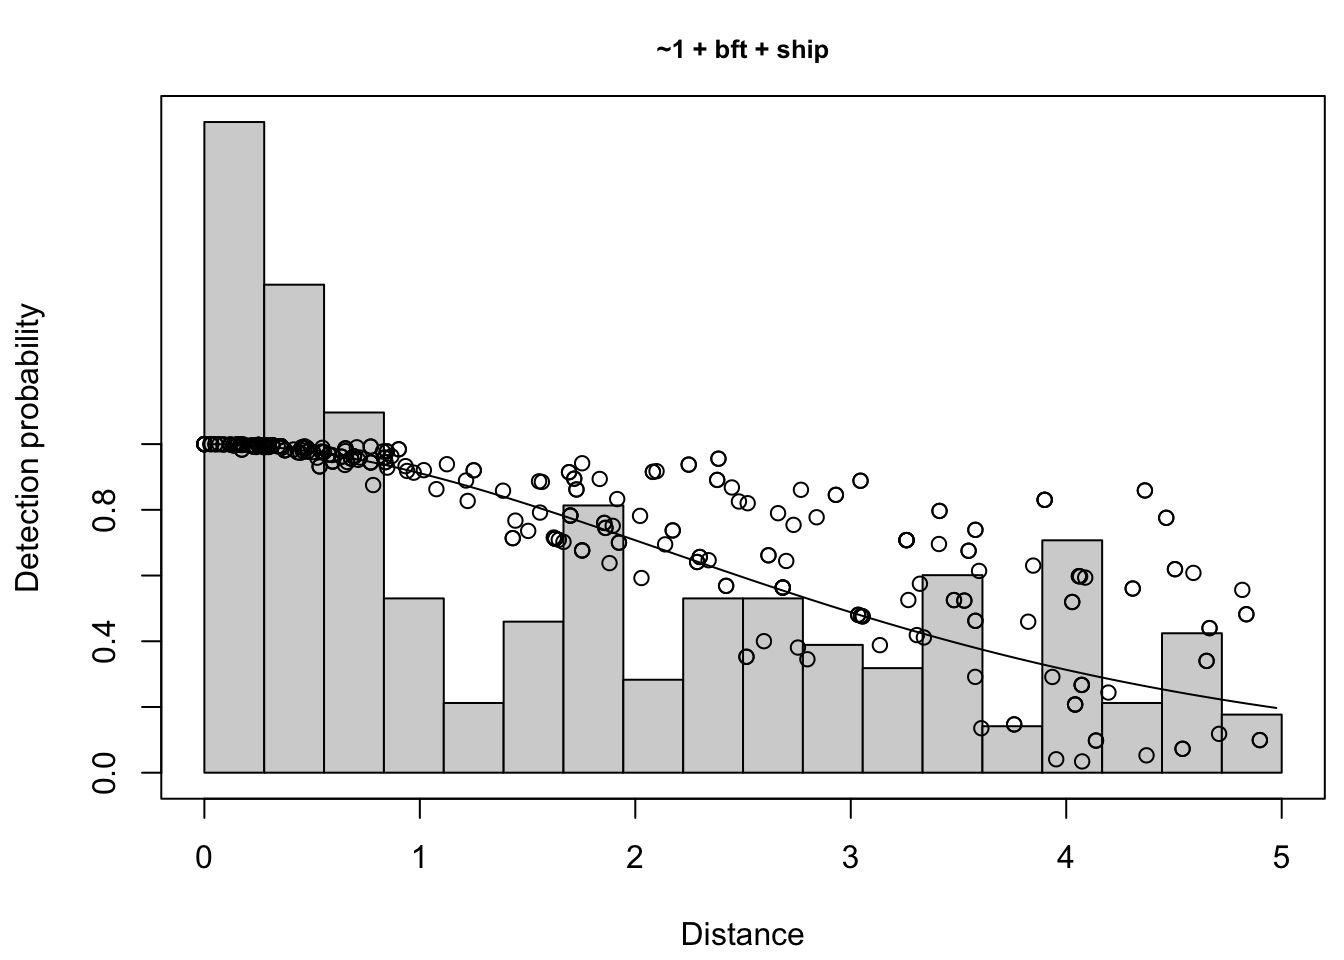 ~1 + bft + ship
Detection probability
0.8
0.4
0.0
0 1 2 3 4 5
Distance